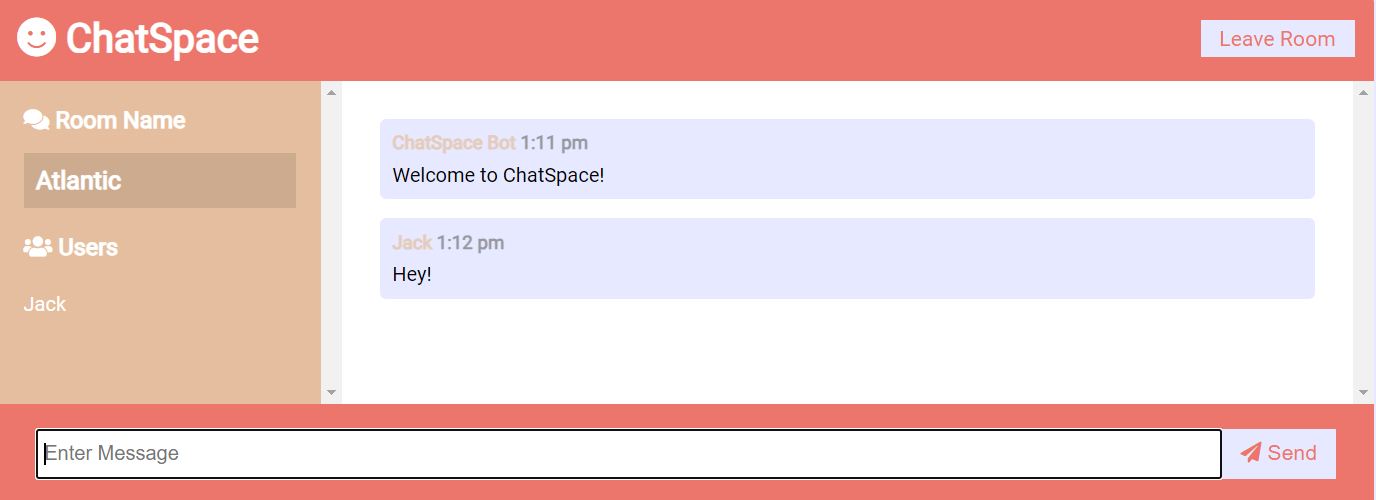 ChatSpace
Leave Room
Room Name
Atlantic
Users
Jack
ChatSpace Bot 1:11 pm
Welcome to ChatSpace!
Jack 1:12 pm
Hey!
Enter Message
Send